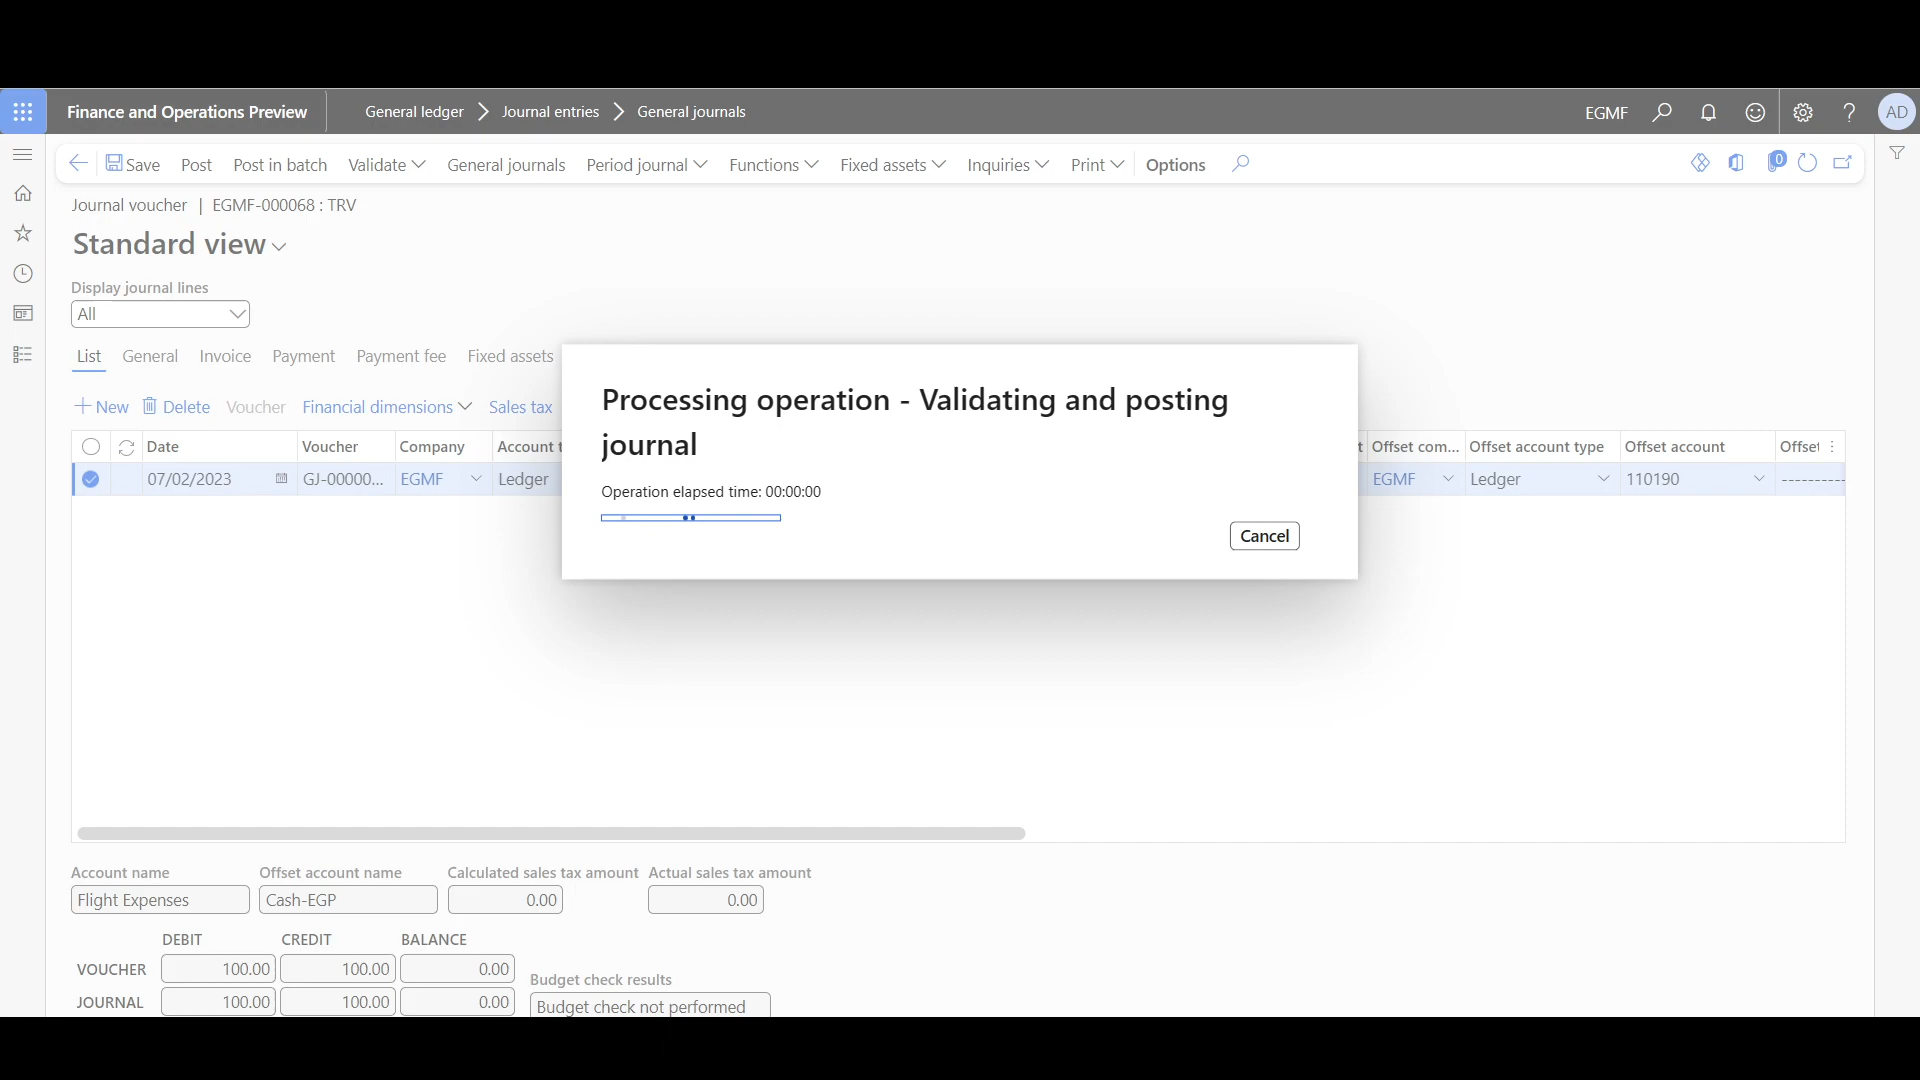 Finance and Operations Preview
General ledger > Journal entries > General journals
EGMF
AD
Save Post Post in batch Validate General journals Period journal Functions Fixed assets Inquiries Print Options
0
Journal voucher | EGMF-000068 : TRV
Standard view
Display journal lines
All
List General Invoice Payment Payment fee Fixed assets
New Delete Voucher Financial dimensions Sales tax
Processing operation - Validating and posting
journal
Operation elapsed time: 00:00:00
Cancel
Date Voucher Company Account t Offset com... Offset account type Offset account Offset
07/02/2023 GJ-00000... EGMF Ledger EGMF Ledger 110190 ----------
Account name Offset account name Calculated sales tax amount Actual sales tax amount
Flight Expenses Cash-EGP 0.00 0.00
DEBIT CREDIT BALANCE
VOUCHER 100.00 100.00 0.00
Budget check results
JOURNAL 100.00 100.00 0.00
Budget check not performed